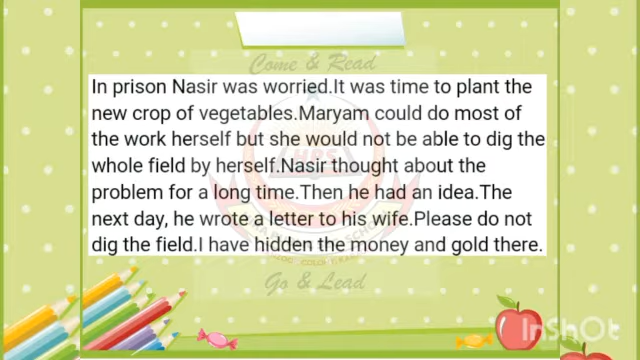 Come & Read
In prison Nasir was worried.It was time to plant the
new crop of vegetables.Maryam could do most of
the work herself but she would not be able to dig the
whole field by herself.Nasir thought about the
problem for a long time.Then he had an idea.The
next day, he wrote a letter to his wife.Please do not
dig the field.I have hidden the money and gold there.
Go & Lead
InShOt